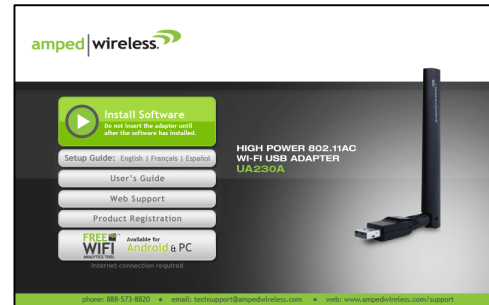 amped wireless
Install Software
Do not insert the adapter until
after the software has installed.
Setup Guide: English | Français | Español
User's Guide
Web Support
Product Registration
FREE
WIFI
ANALYTICS TOOL
Available for
Android & PC
Internet connection required
HIGH POWER 802.11AC
WI-FI USB ADAPTER
UA230A
phone: 888-573-8820 • email: techsupport@ampedwireless.com • web: www.ampedwireless.com/support